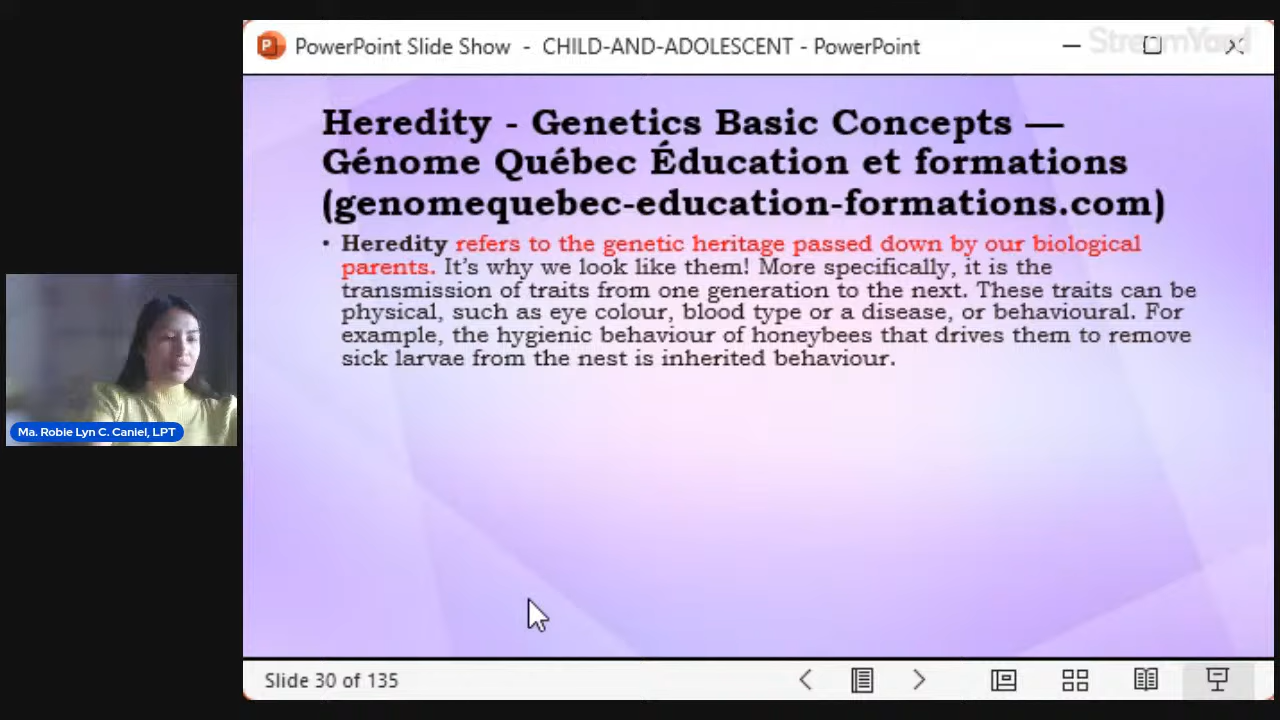 PowerPoint Slide Show - CHILD-AND-ADOLESCENT - PowerPoint
StreamYard
Heredity - Genetics Basic Concepts —
Génome Québec Éducation et formations
(genomequebec-education-formations.com)
• Heredity refers to the genetic heritage passed down by our biological
parents. It’s why we look like them! More specifically, it is the
transmission of traits from one generation to the next. These traits can be
physical, such as eye colour, blood type or a disease, or behavioural. For
example, the hygienic behaviour of honeybees that drives them to remove
sick larvae from the nest is inherited behaviour.
Ma. Robie Lyn C. Caniel, LPT
Slide 30 of 135